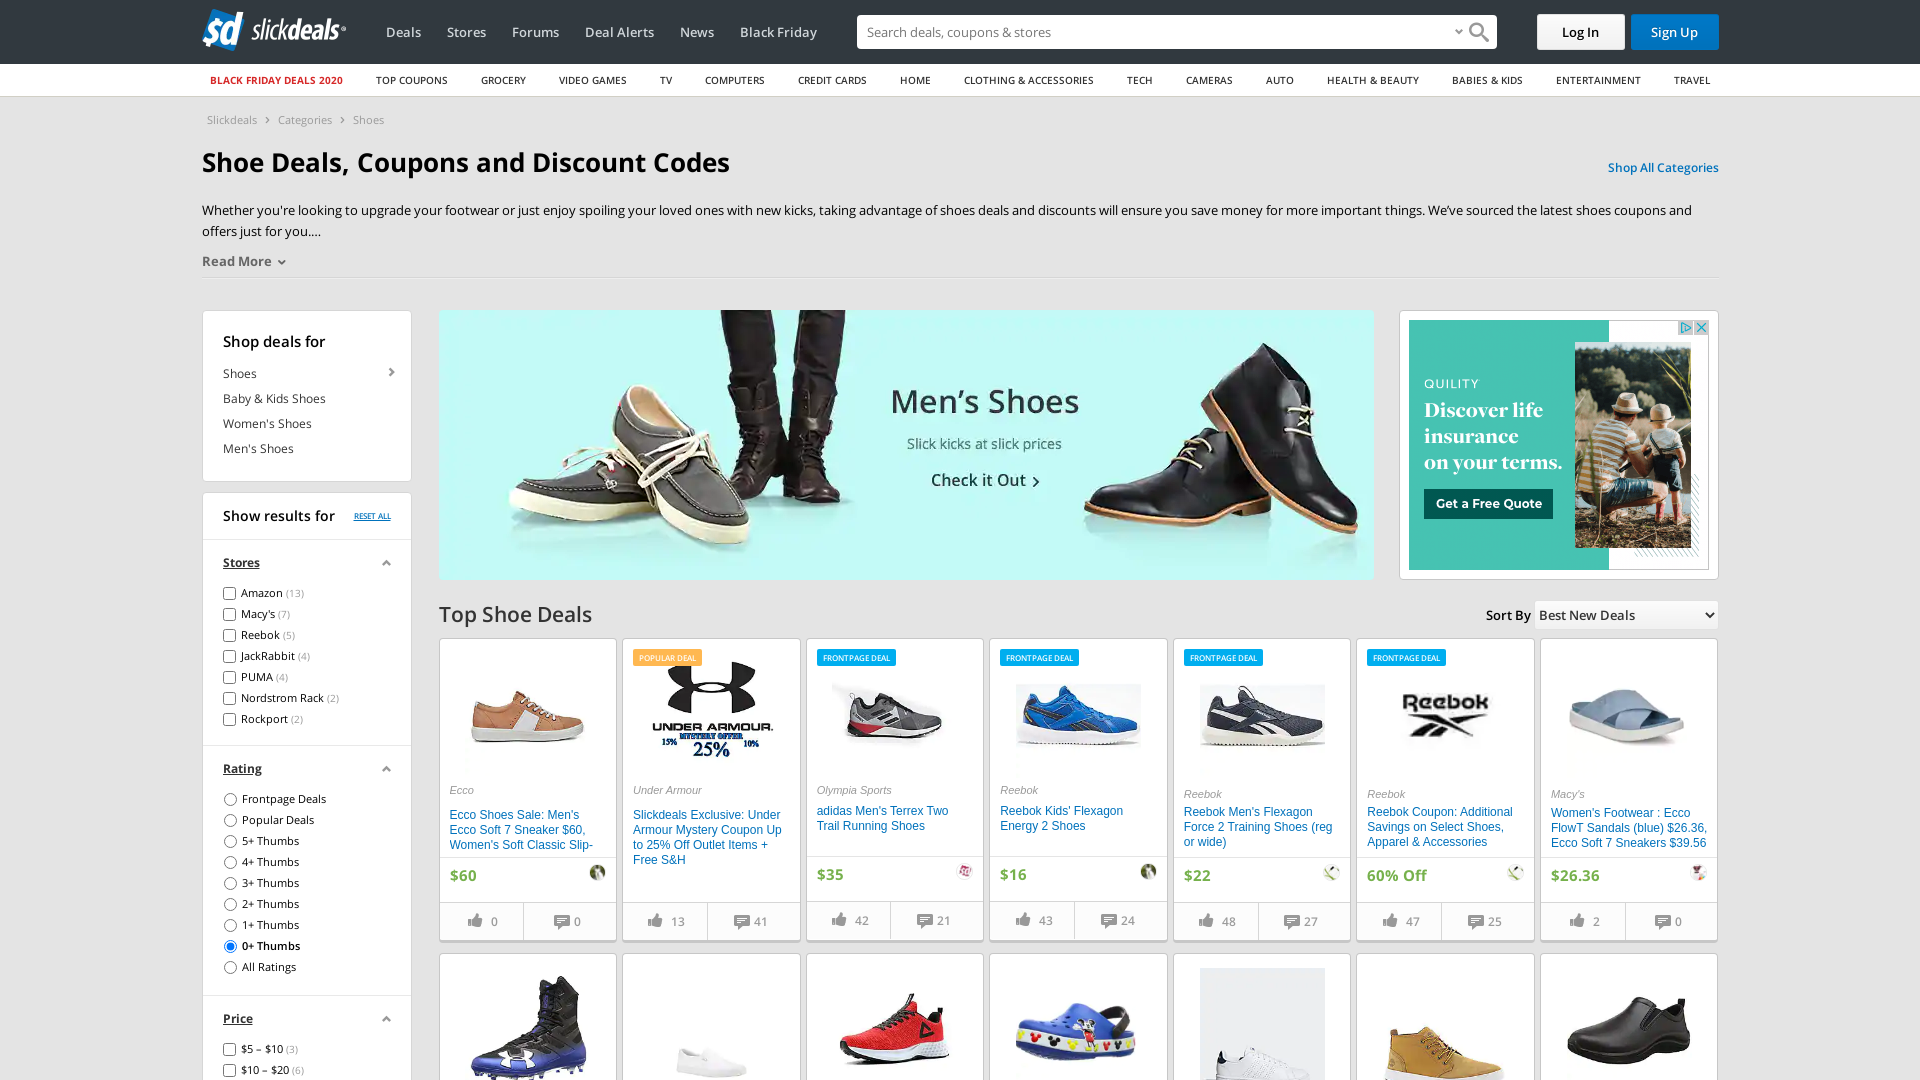 sd slickdeals
Deals
Stores
Forums
Deal Alerts
News
Black Friday
Search deals, coupons & stores
Log In
Sign Up
BLACK FRIDAY DEALS 2020
TOP COUPONS
GROCERY
VIDEO GAMES
TV
COMPUTERS
CREDIT CARDS
HOME
CLOTHING & ACCESSORIES
TECH
CAMERAS
AUTO
HEALTH & BEAUTY
BABIES & KIDS
ENTERTAINMENT
TRAVEL
Slickdeals > Categories > Shoes
Shoe Deals, Coupons and Discount Codes
Shop All Categories
Whether you're looking to upgrade your footwear or just enjoy spoiling your loved ones with new kicks, taking advantage of shoes deals and discounts will ensure you save money for more important things. We’ve sourced the latest shoes coupons and
offers just for you....
Read More
Shop deals for
Shoes
Baby & Kids Shoes
Women's Shoes
Men's Shoes
Show results for
RESET ALL
Stores
Amazon (13)
Macy's (7)
Reebok (5)
JackRabbit (4)
PUMA (4)
Nordstrom Rack (2)
Rockport (2)
Rating
Frontpage Deals
Popular Deals
5+ Thumbs
4+ Thumbs
3+ Thumbs
2+ Thumbs
1+ Thumbs
0+ Thumbs
All Ratings
Price
$5 – $10 (3)
$10 – $20 (6)
Men’s Shoes
Slick kicks at slick prices
Check it Out
QUILITY
Discover life
insurance
on your terms.
Get a Free Quote
Top Shoe Deals
Sort By
Best New Deals
Ecco
Ecco Shoes Sale: Men's
Ecco Soft 7 Sneaker $60,
Women's Soft Classic Slip-
$60
0
0
POPULAR DEAL
UNDER ARMOUR.
MYSTERY OFFER
15%
25%
10%
Under Armour
Slickdeals Exclusive: Under
Armour Mystery Coupon Up
to 25% Off Outlet Items +
Free S&H
13
41
FRONTPAGE DEAL
Olympia Sports
adidas Men's Terrex Two
Trail Running Shoes
$35
42
21
FRONTPAGE DEAL
Reebok
Reebok Kids' Flexagon
Energy 2 Shoes
$16
43
24
FRONTPAGE DEAL
Reebok
Reebok Men's Flexagon
Force 2 Training Shoes (reg
or wide)
$22
48
27
FRONTPAGE DEAL
Reebok
Reebok
Reebok Coupon: Additional
Savings on Select Shoes,
Apparel & Accessories
60% Off
47
25
Macy's
Women's Footwear : Ecco
FlowT Sandals (blue) $26.36,
Ecco Soft 7 Sneakers $39.56
$26.36
2
0